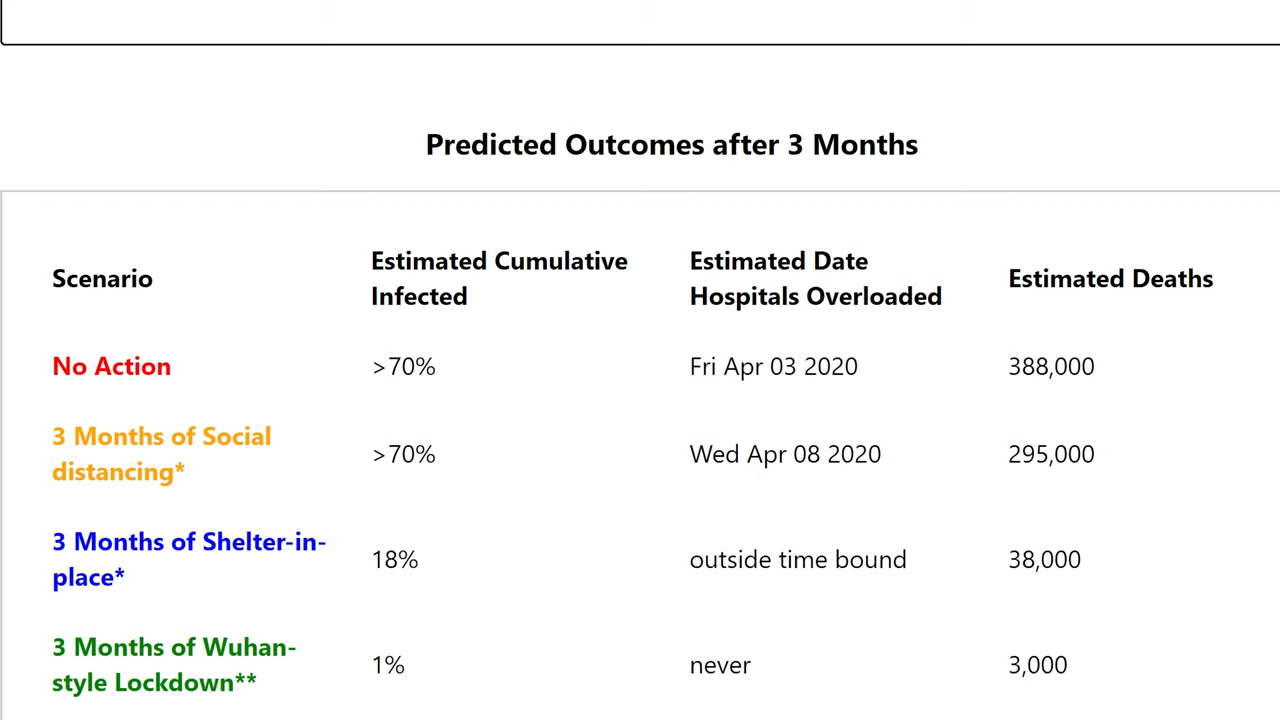 Predicted Outcomes after 3 Months
Scenario
Estimated Cumulative
Infected
Estimated Date
Hospitals Overloaded
Estimated Deaths
No Action
>70%
Fri Apr 03 2020
388,000
3 Months of Social
distancing*
>70%
Wed Apr 08 2020
295,000
3 Months of Shelter-in-
place*
18%
outside time bound
38,000
3 Months of Wuhan-
style Lockdown**
1%
never
3,000